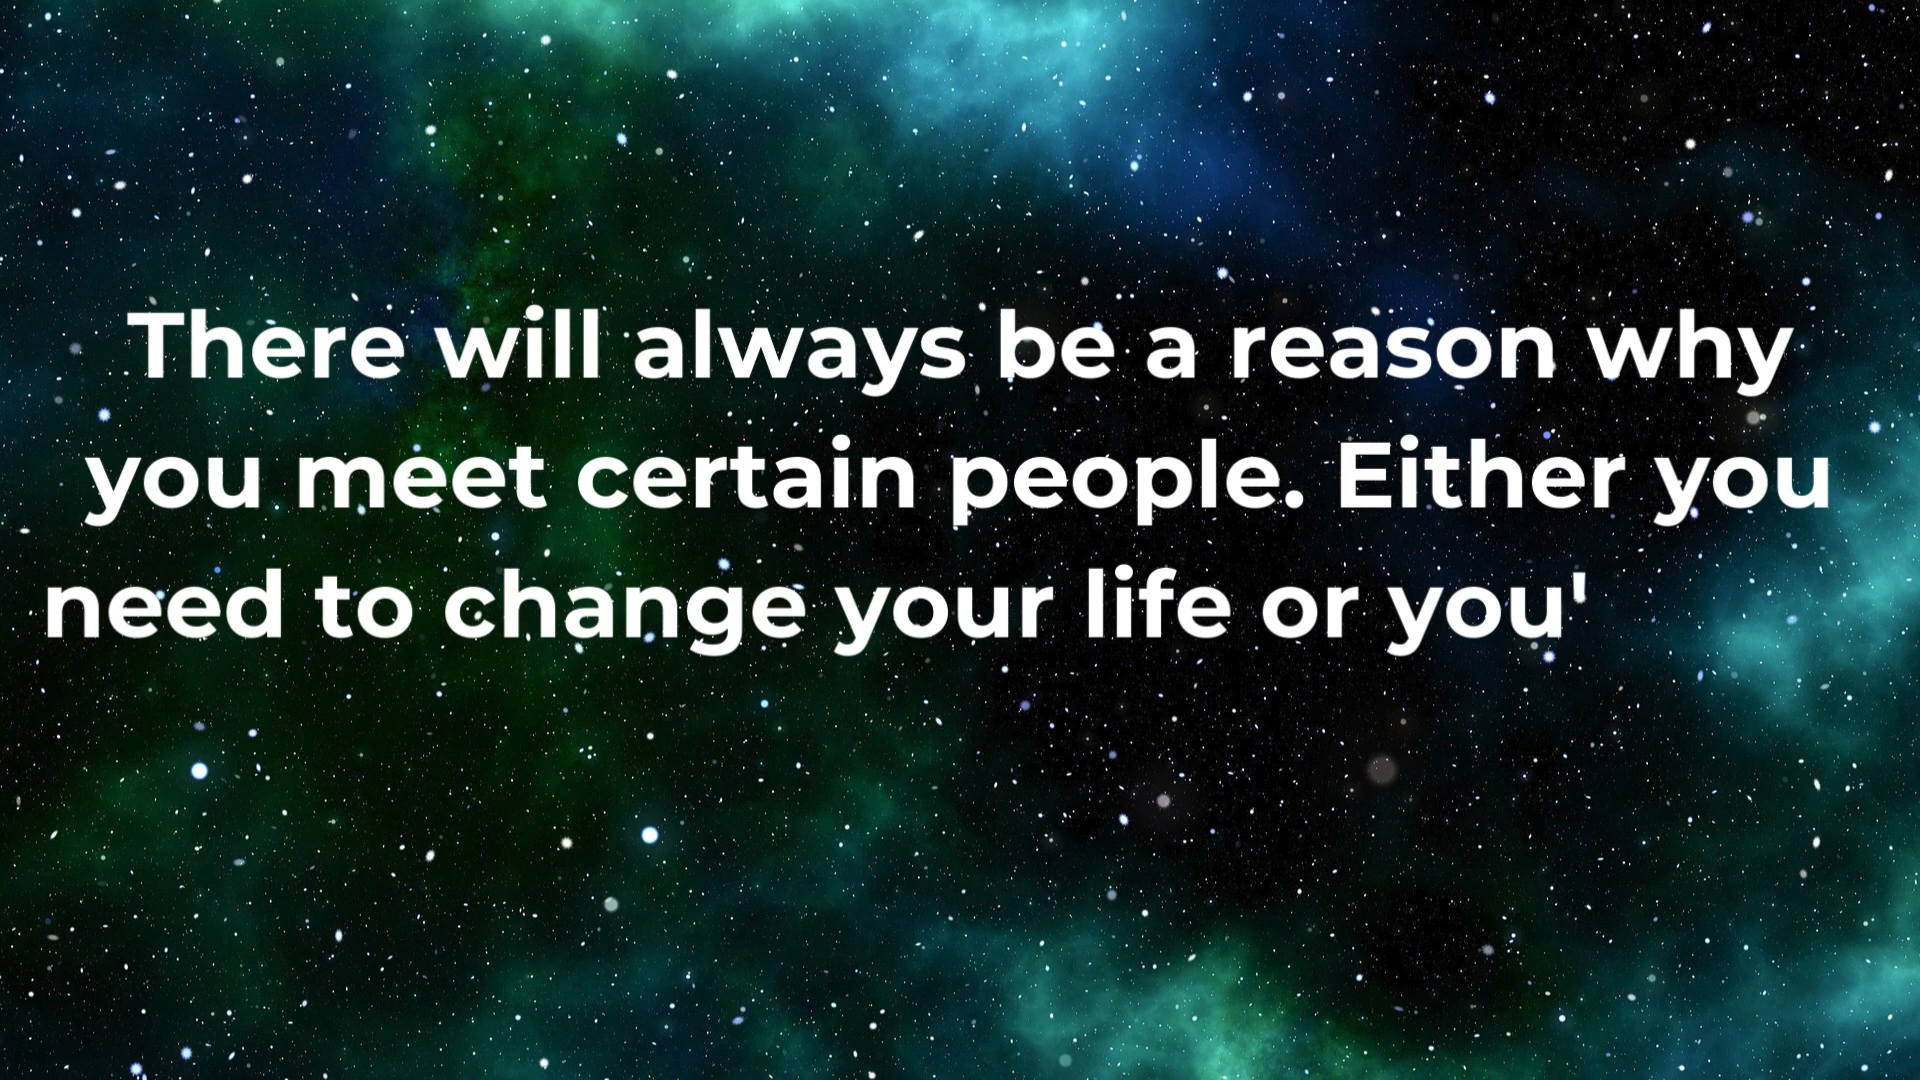 There will always be a reason why
you meet certain people. Either you
need to change your life or you'